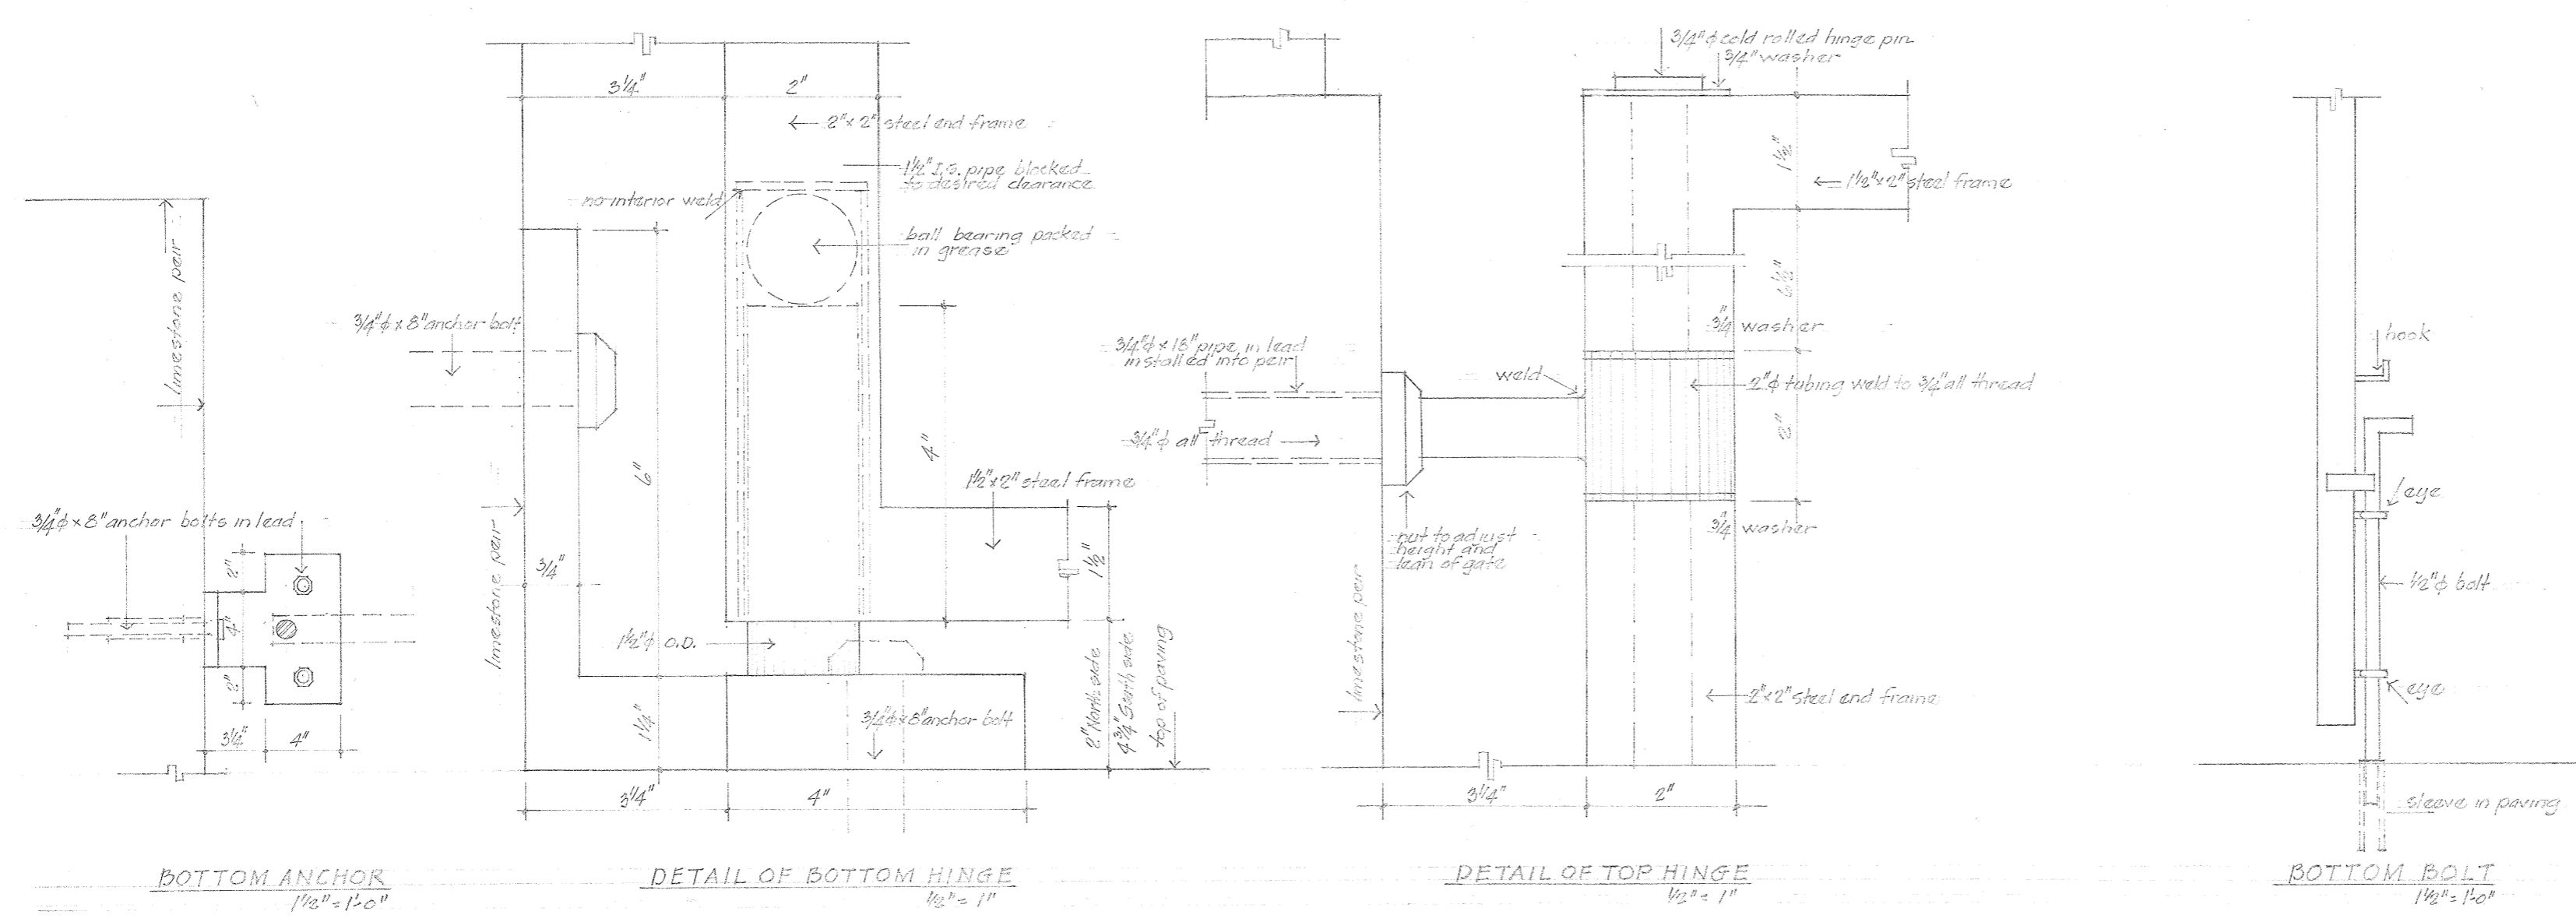 limestone peir
3/4"ɸ x 8" anchor bolts in lead
2"
4"
2"
3 1/4"
4"
BOTTOM ANCHOR
1 1/2" = 1'-0"
3 1/4"
2"
2" x 2" steel end frame
1 1/2" I.S. pipe blocked
to desired clearance
no interior weld
ball bearing packed
in grease
3/4"ɸ x 8" anchor bolt
6"
4"
1 1/2" x 2" steel frame
limestone peir
3/4"
1 1/2"
1 1/2"ɸ O.D.
1 1/4"
3/4"ɸ x 8" anchor bolt
2" North side
4 3/4" South side
top of paving
3 1/4"
4"
DETAIL OF BOTTOM HINGE
1/2" = 1"
3/4"ɸ cold rolled hinge pin
3/4" washer
1 1/2"
1 1/2" x 2" steel frame
6 1/2"
3/4" washer
3/4"ɸ x 18" pipe in lead
installed into peir
weld
2"ɸ tubing weld to 3/4" all thread
3/4"ɸ all thread
2"
3/4" washer
nut to adjust
height and
lean of gate
limestone peir
2" x 2" steel end frame
3 1/4"
2"
DETAIL OF TOP HINGE
1/2" = 1"
hook
eye
1/2"ɸ bolt
eye
sleeve in paving
BOTTOM BOLT
1 1/2" = 1'-0"